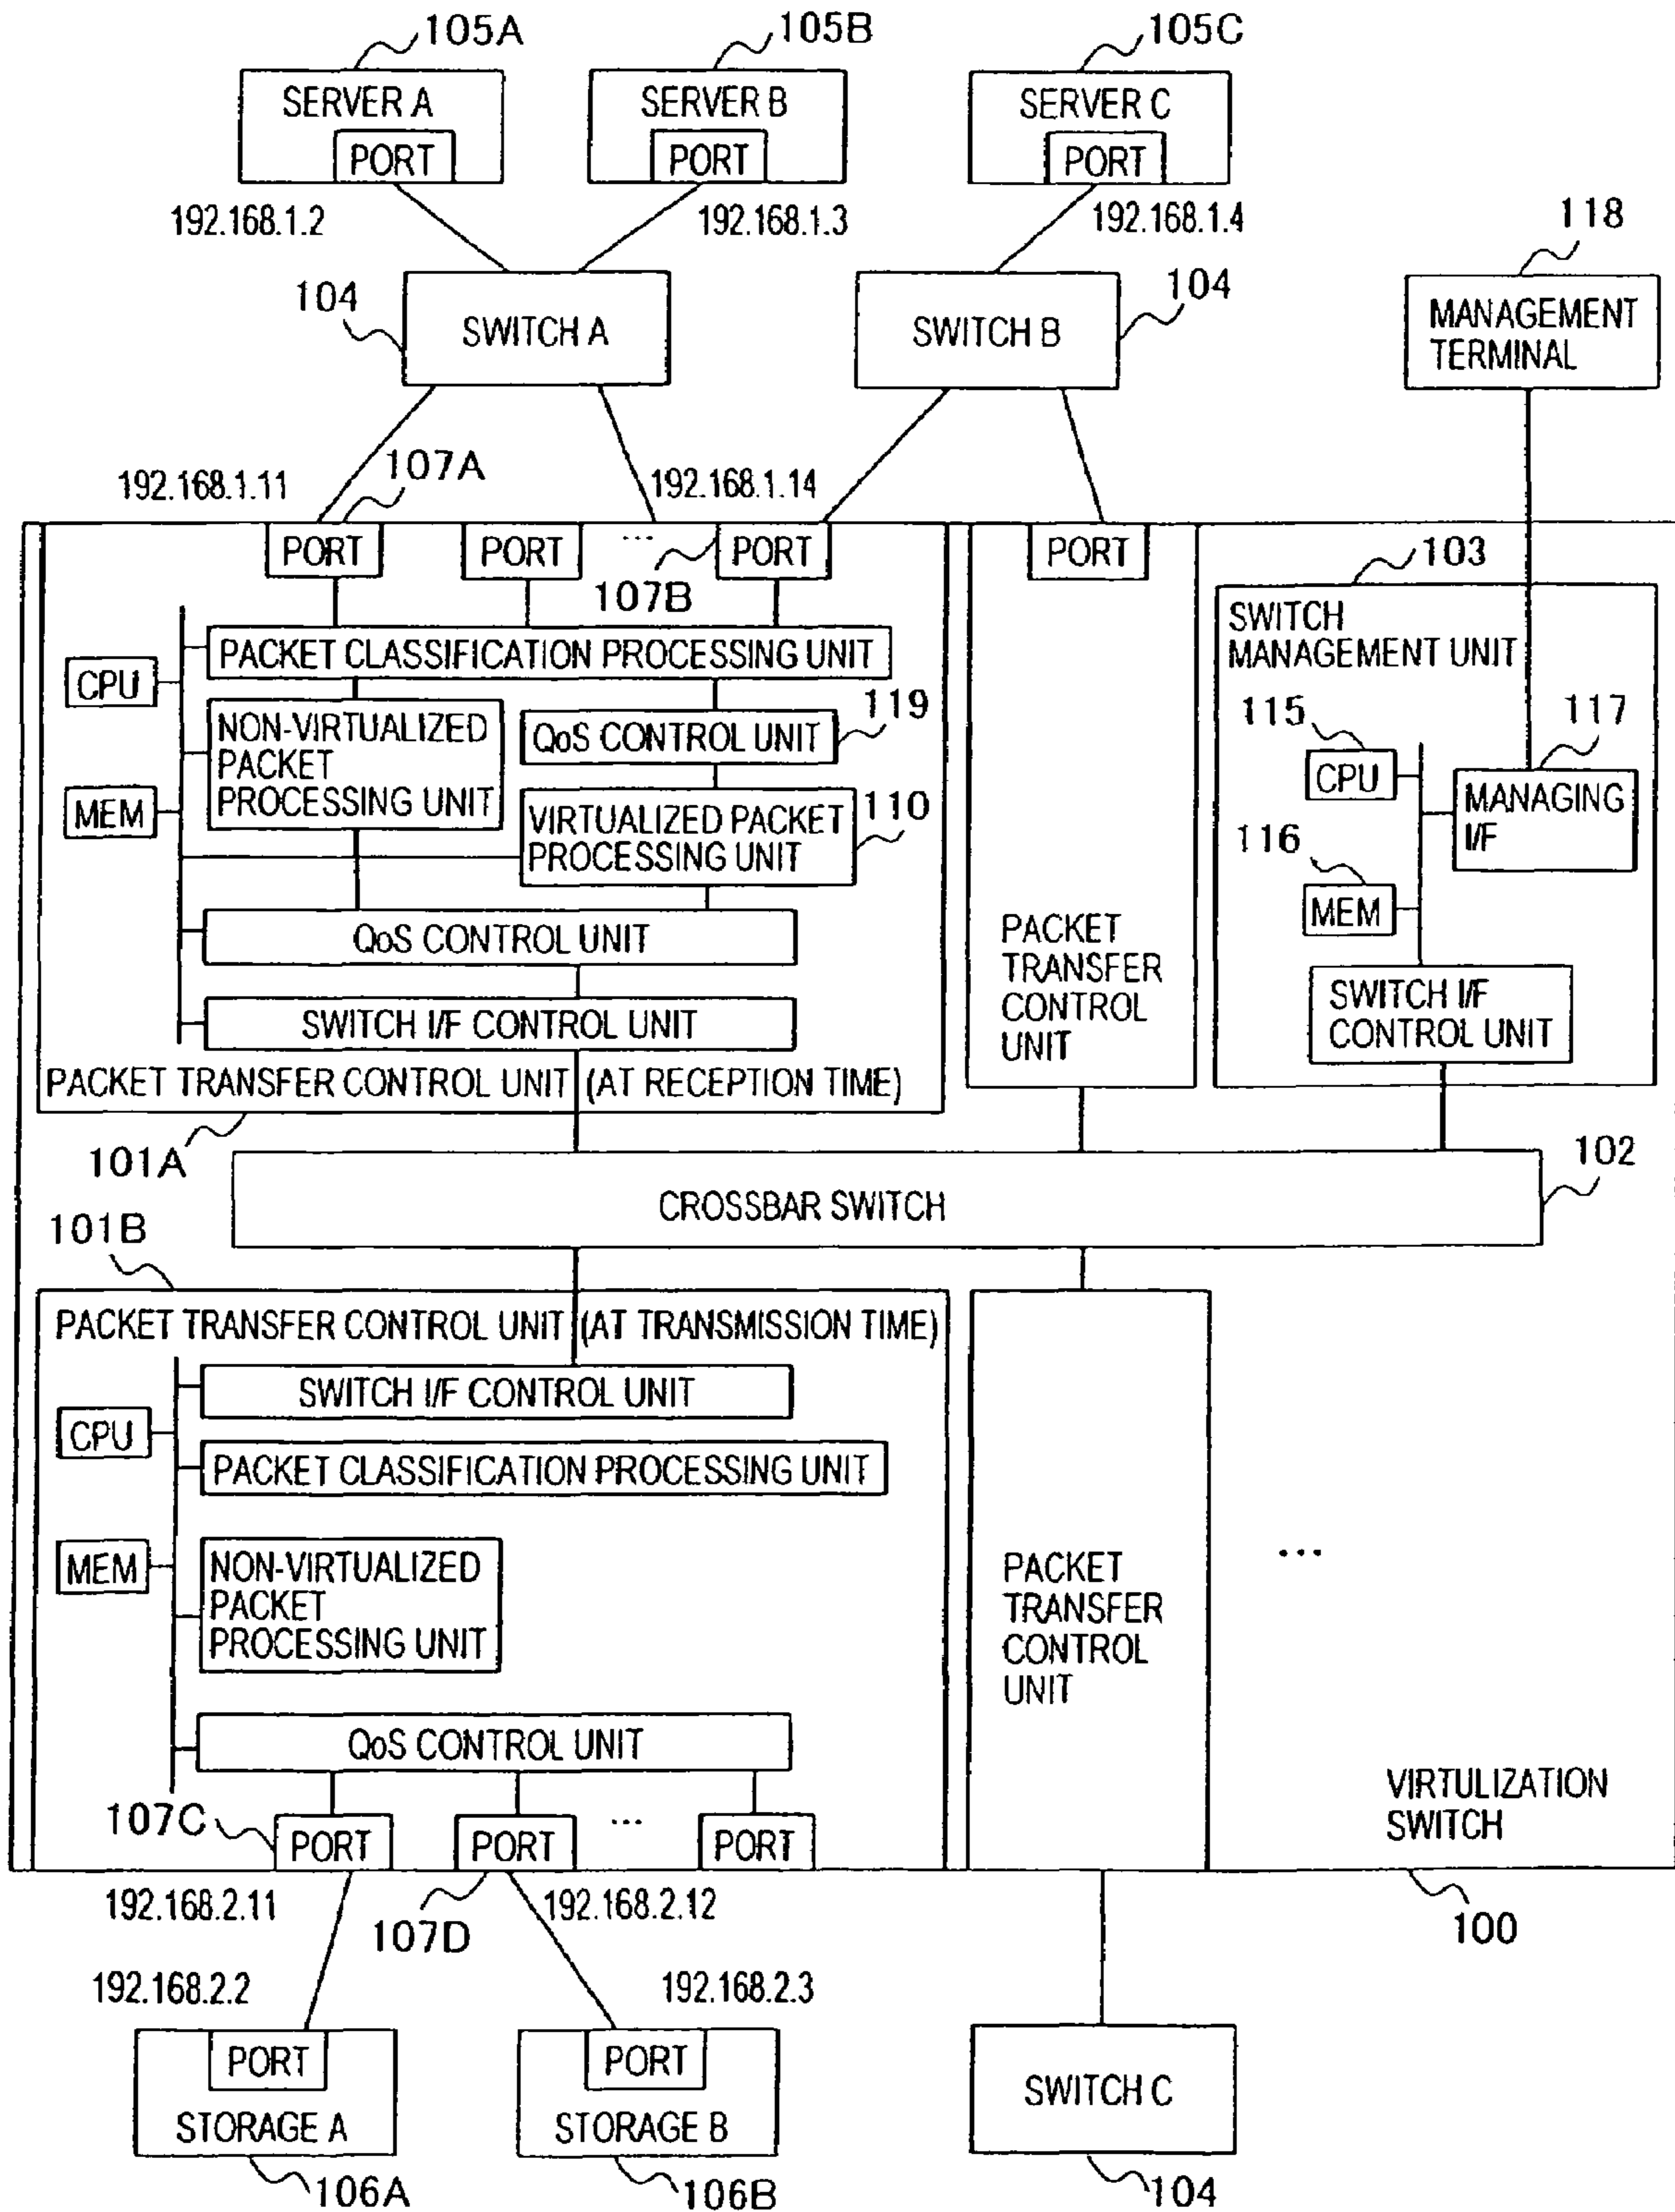 105A
105B
105C
SERVER A
PORT
SERVER B
PORT
SERVER C
PORT
192.168.1.2
192.168.1.3
192.168.1.4
118
104
SWITCH A
SWITCH B
104
MANAGEMENT
TERMINAL
192.168.1.11
107A
192.168.1.14
PORT
PORT
...
PORT
107B
PORT
103
PACKET CLASSIFICATION PROCESSING UNIT
CPU
NON-VIRTUALIZED
PACKET
PROCESSING UNIT
QoS CONTROL UNIT
119
MEM
VIRTUALIZED PACKET
PROCESSING UNIT
110
QoS CONTROL UNIT
SWITCH I/F CONTROL UNIT
PACKET TRANSFER CONTROL UNIT (AT RECEPTION TIME)
101A
PACKET
TRANSFER
CONTROL
UNIT
SWITCH
MANAGEMENT UNIT
115
117
CPU
MANAGING
I/F
116
MEM
SWITCH I/F
CONTROL UNIT
102
CROSSBAR SWITCH
101B
PACKET TRANSFER CONTROL UNIT (AT TRANSMISSION TIME)
SWITCH I/F CONTROL UNIT
CPU
PACKET CLASSIFICATION PROCESSING UNIT
MEM
NON-VIRTUALIZED
PACKET
PROCESSING UNIT
QoS CONTROL UNIT
107C
PORT
PORT
...
PORT
PACKET
TRANSFER
CONTROL
UNIT
...
VIRTULIZATION
SWITCH
100
192.168.2.11
107D
192.168.2.12
192.168.2.2
192.168.2.3
PORT
STORAGE A
PORT
STORAGE B
SWITCH C
106A
106B
104